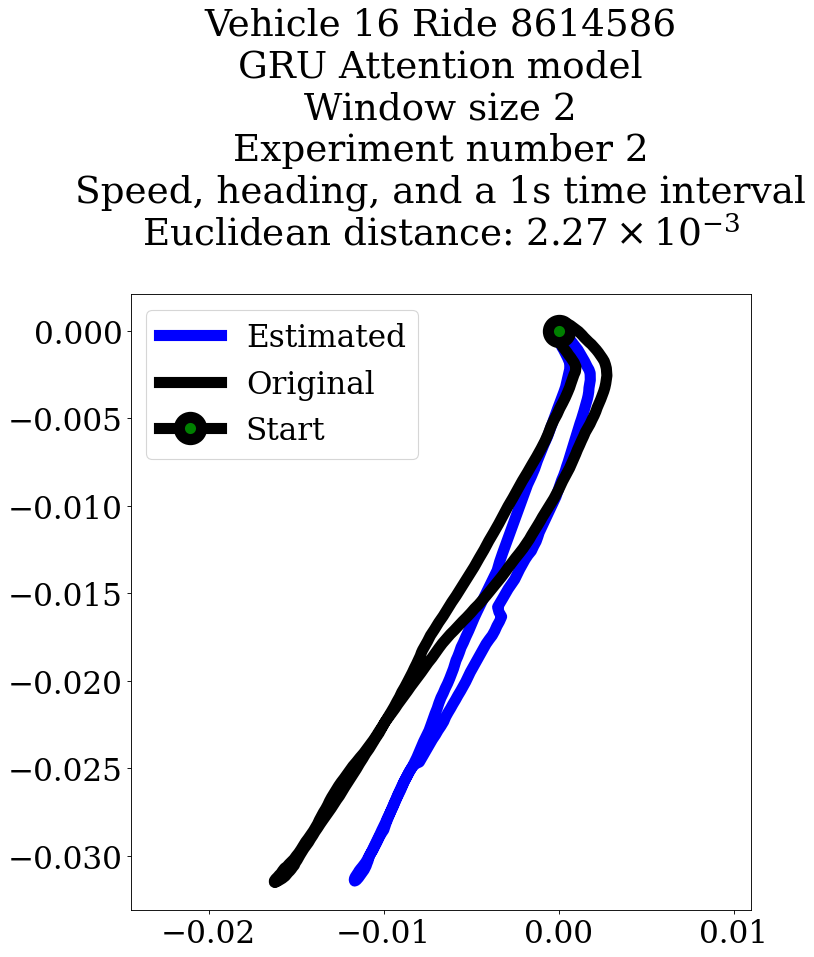 Vehicle 16 Ride 8614586
GRU Attention model
Window size 2
Experiment number 2
Speed, heading, and a 1s time interval
Euclidean distance: 2.27 × 10⁻³
Estimated
Original
Start
0.000
−0.005
−0.010
−0.015
−0.020
−0.025
−0.030
−0.02
−0.01
0.00
0.01